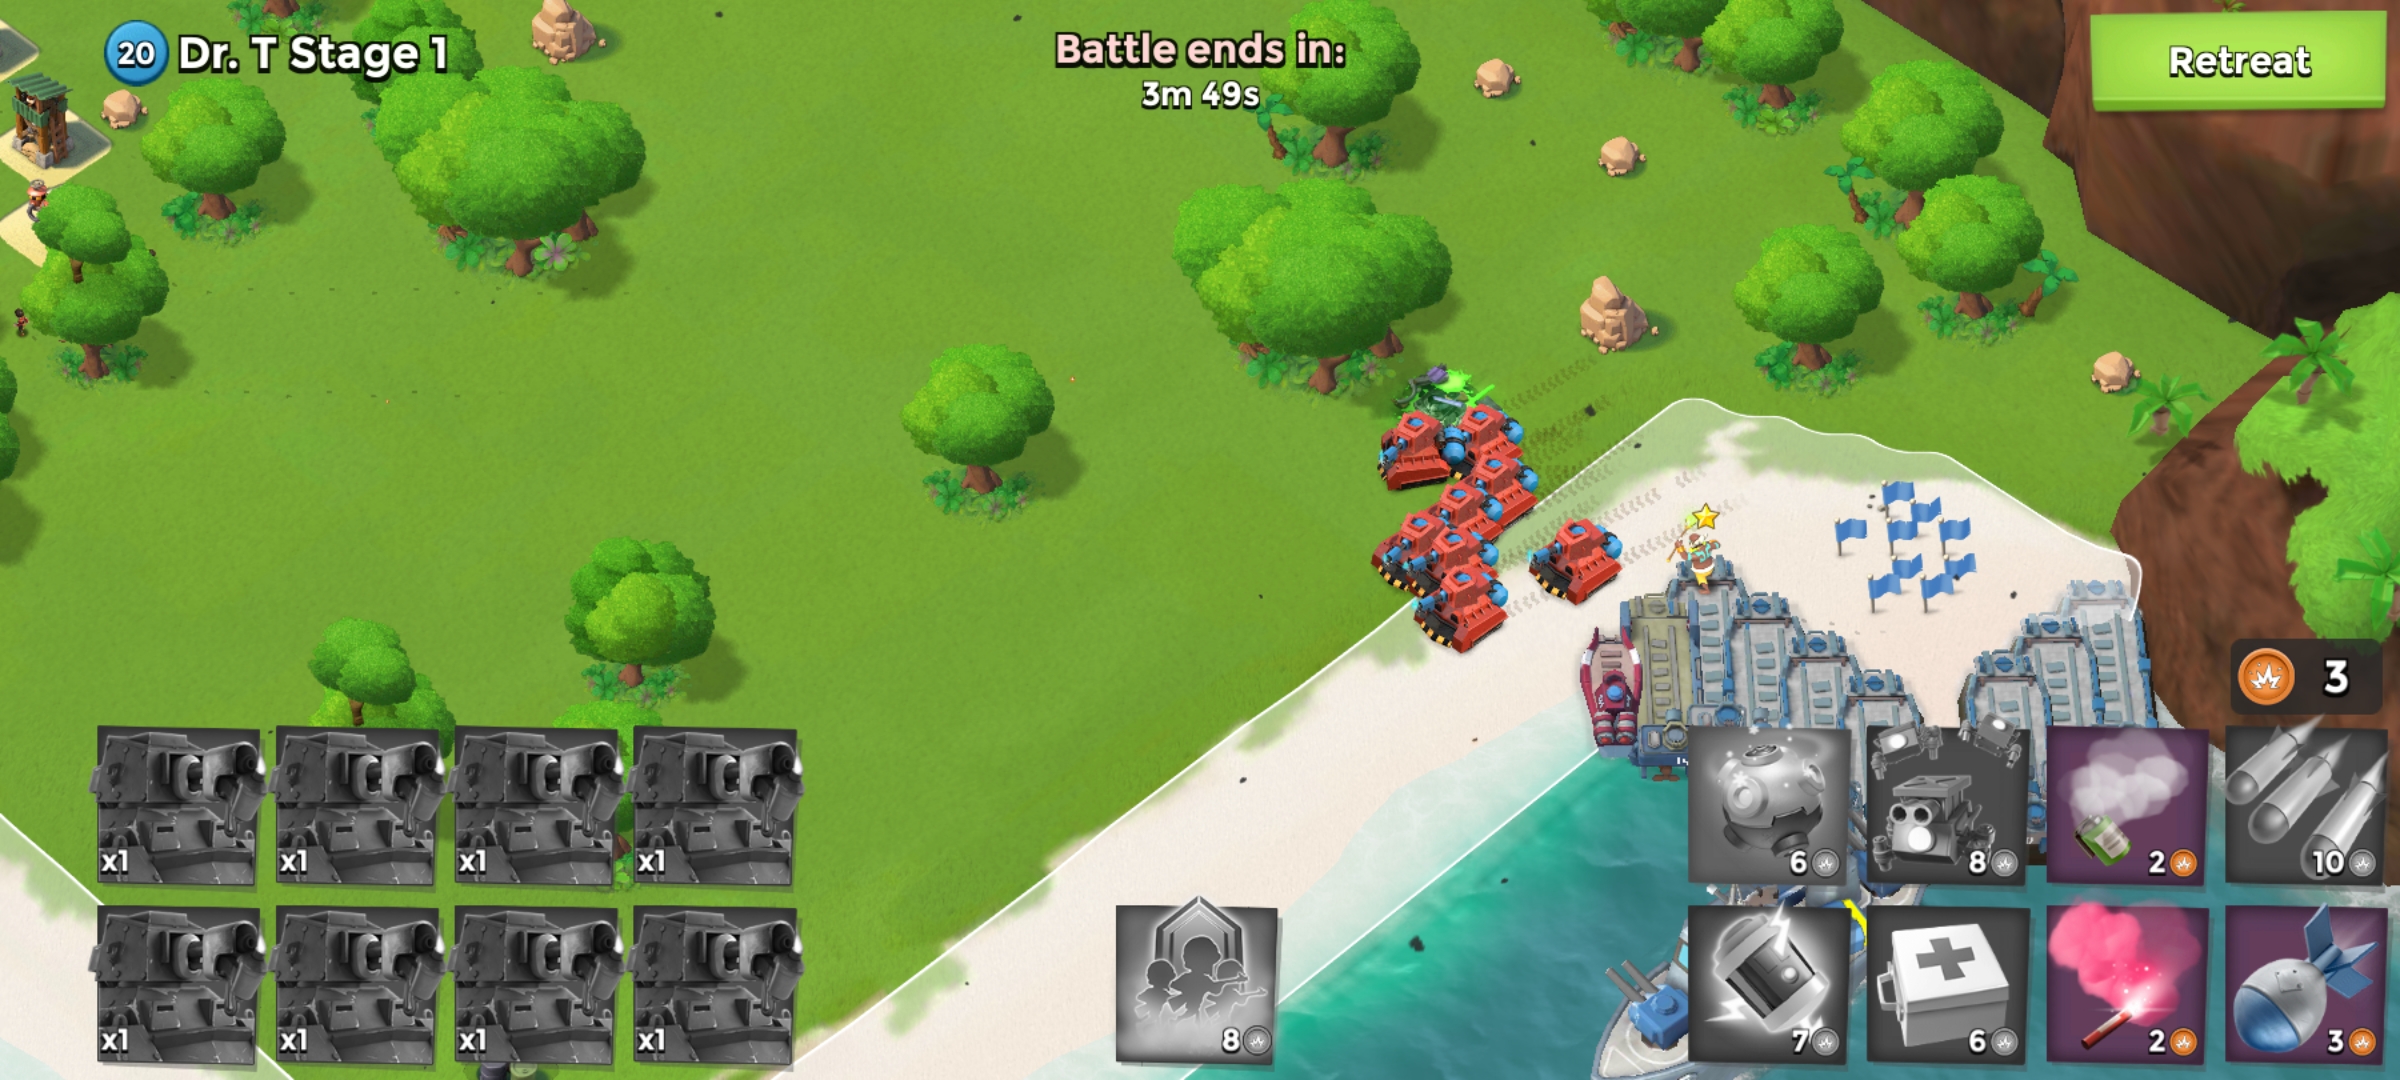 20 Dr. T Stage 1
Battle ends in:
3m 49s
Retreat
3
x1 x1 x1 x1
6 8 2 10
x1 x1 x1 x1
8
7 6 2 3